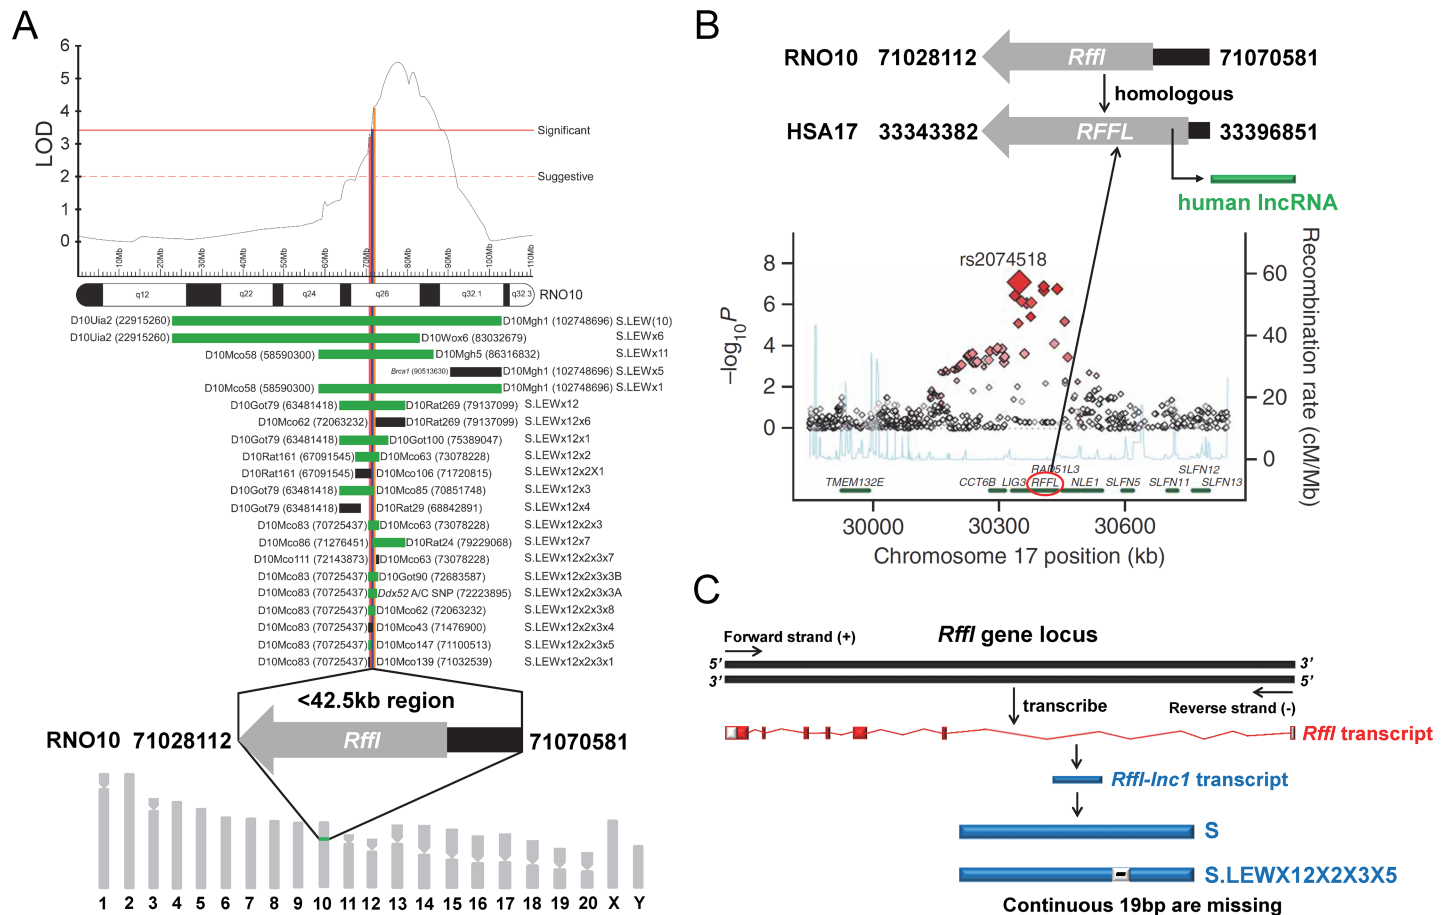 A
LOD
6
5
4
3
2
1
0
Significant
Suggestive
10Mb 20Mb 30Mb 40Mb 50Mb 60Mb 70Mb 80Mb 90Mb 100Mb 110Mb
q12 q22 q24 q26 q32.1 q32.3 RNO10
D10Uia2 (22915260) D10Mgh1 (102748696) S.LEW(10)
D10Uia2 (22915260) D10Wox6 (83032679) S.LEWx6
D10Mco58 (58590300) D10Mgh5 (86316832) S.LEWx11
Brca1 (90513630) D10Mgh1 (102748696) S.LEWx5
D10Mco58 (58590300) D10Mgh1 (102748696) S.LEWx1
D10Got79 (63481418) D10Rat269 (79137099) S.LEWx12
D10Mco62 (72063232) D10Rat269 (79137099) S.LEWx12x6
D10Got79 (63481418) D10Got100 (75389047) S.LEWx12x1
D10Rat161 (67091545) D10Mco63 (73078228) S.LEWx12x2
D10Rat161 (67091545) D10Mco106 (71720815) S.LEWx12x2X1
D10Got79 (63481418) D10Mco85 (70851748) S.LEWx12x3
D10Got79 (63481418) D10Rat29 (68842891) S.LEWx12x4
D10Mco83 (70725437) D10Mco63 (73078228) S.LEWx12x2x3
D10Mco86 (71276451) D10Rat24 (79229068) S.LEWx12x7
D10Mco111 (72143873) D10Mco63 (73078228) S.LEWx12x2x3x7
D10Mco83 (70725437) D10Got90 (72683587) S.LEWx12x2x3x3B
D10Mco83 (70725437) Ddx52 A/C SNP (72223895) S.LEWx12x2x3x3A
D10Mco83 (70725437) D10Mco62 (72063232) S.LEWx12x2x3x8
D10Mco83 (70725437) D10Mco43 (71476900) S.LEWx12x2x3x4
D10Mco83 (70725437) D10Mco147 (71100513) S.LEWx12x2x3x5
D10Mco83 (70725437) D10Mco139 (71032539) S.LEWx12x2x3x1
<42.5kb region
RNO10 71028112 Rffl 71070581
1 2 3 4 5 6 7 8 9 10 11 12 13 14 15 16 17 18 19 20 X Y
B
RNO10 71028112 Rffl 71070581
homologous
HSA17 33343382 RFFL 33396851
human lncRNA
rs2074518
−log10P
8
6
4
2
0
Recombination rate (cM/Mb)
60
40
20
0
RAD51L3 SLFN12
TMEM132E CCT6B LIG3 RFFL NLE1 SLFN5 SLFN11 SLFN13
30000 30300 30600
Chromosome 17 position (kb)
C
Rffl gene locus
Forward strand (+)
5' 3'
3' 5'
transcribe
Reverse strand (-)
Rffl transcript
Rffl-lnc1 transcript
S
S.LEWX12X2X3X5
Continuous 19bp are missing